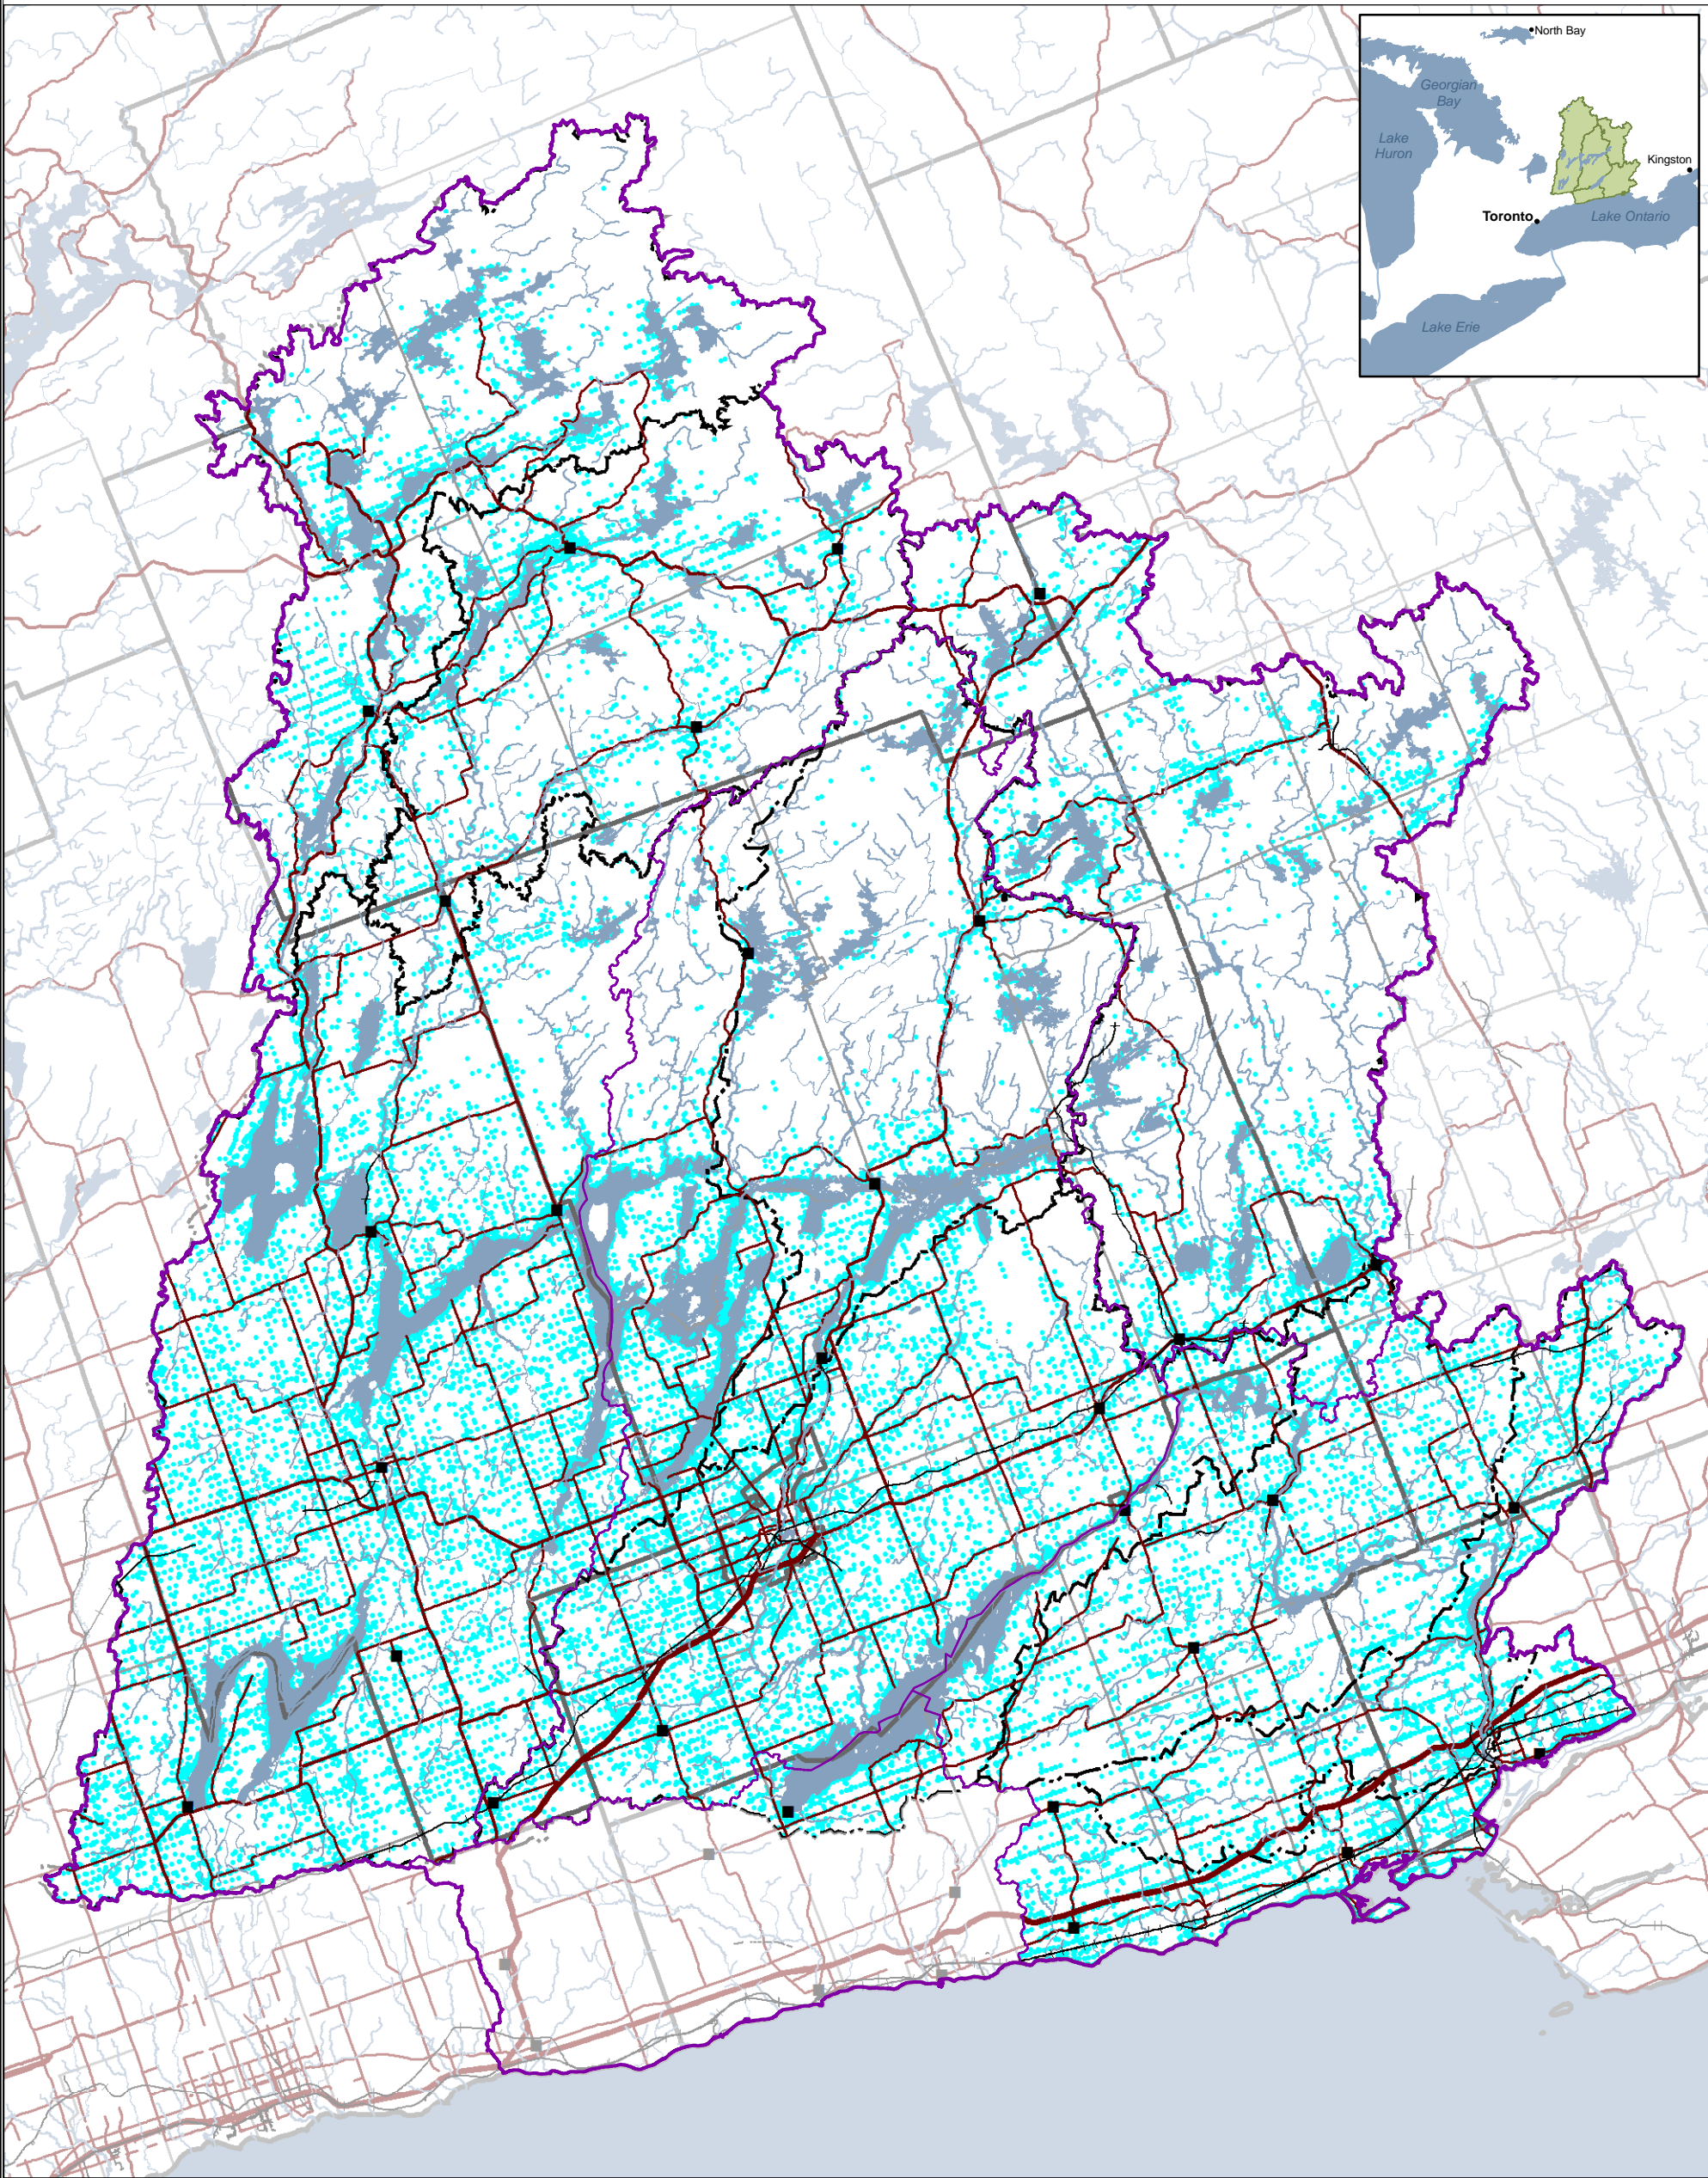 North Bay
Georgian
Bay
Lake
Huron
Kingston
Toronto
Lake Ontario
Lake Erie